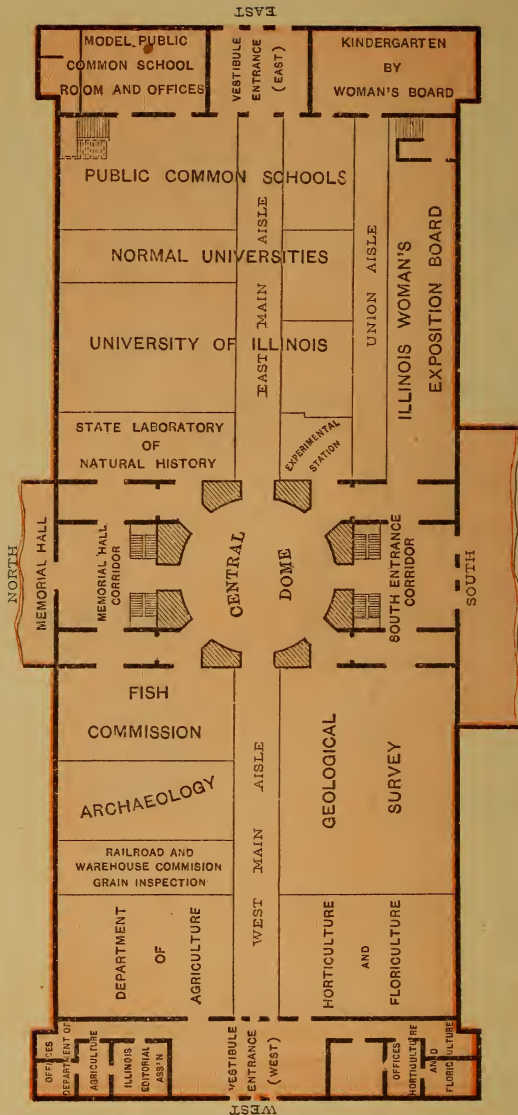 EAST
MODEL PUBLIC
COMMON SCHOOL
ROOM AND OFFICES
VESTIBULE
ENTRANCE
(EAST)
KINDERGARTEN
BY
WOMAN'S BOARD
PUBLIC COMMON SCHOOLS
NORMAL UNIVERSITIES
UNIVERSITY OF ILLINOIS
EAST MAIN AISLE
UNION AISLE
ILLINOIS WOMAN'S
EXPOSITION BOARD
STATE LABORATORY
OF
NATURAL HISTORY
EXPERIMENTAL
STATION
NORTH
MEMORIAL HALL
MEMORIAL HALL
CORRIDOR
CENTRAL
DOME
SOUTH ENTRANCE
CORRIDOR
SOUTH
FISH
COMMISSION
ARCHAEOLOGY
RAILROAD AND
WAREHOUSE COMMISION
GRAIN INSPECTION
WEST MAIN AISLE
GEOLOGICAL
SURVEY
DEPARTMENT
OF
AGRICULTURE
HORTICULTURE
AND
FLORICULTURE
OFFICES
DEPARTMENT OF
AGRICULTURE
ILLINOIS
EDITORIAL
ASS'N
VESTIBULE
ENTRANCE
(WEST)
OFFICES
HORTICULTURE
AND
FLORICULTURE
WEST